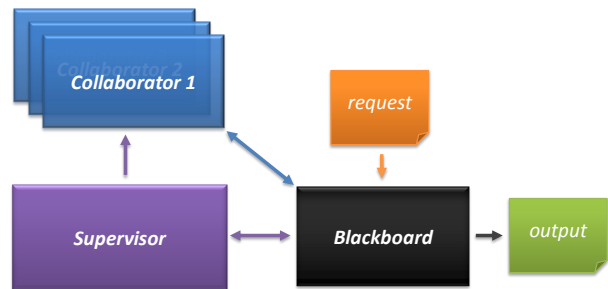 Collaborator 2
Collaborator 1
request
Supervisor
Blackboard
output